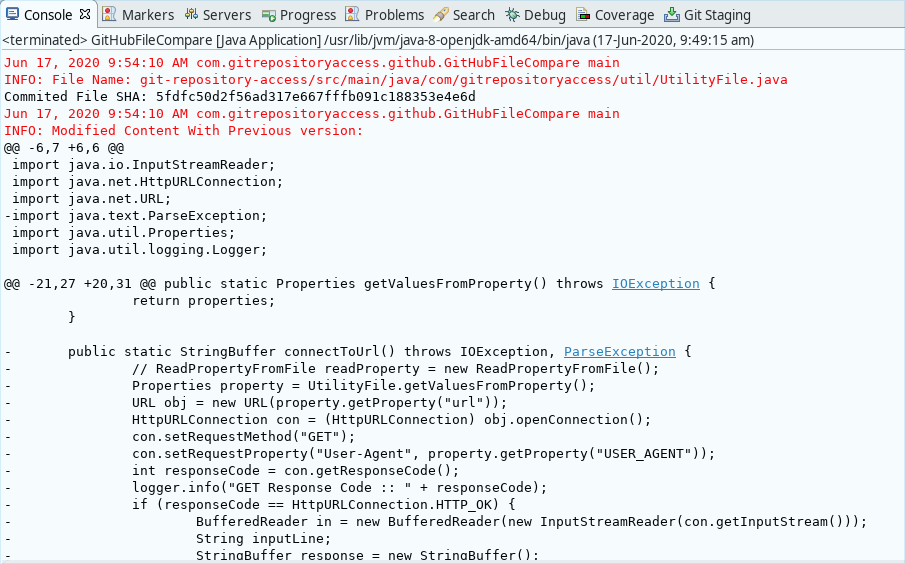 Console Markers Servers Progress Problems Search Debug Coverage Git Staging
<terminated> GitHubFileCompare [Java Application] /usr/lib/jvm/java-8-openjdk-amd64/bin/java (17-Jun-2020, 9:49:15 am)
Jun 17, 2020 9:54:10 AM com.gitrepositoryaccess.github.GitHubFileCompare main
INFO: File Name: git-repository-access/src/main/java/com/gitrepositoryaccess/util/UtilityFile.java
Commited File SHA: 5fdfc50d2f56ad317e667fffb091c188353e4e6d
Jun 17, 2020 9:54:10 AM com.gitrepositoryaccess.github.GitHubFileCompare main
INFO: Modified Content With Previous version:
@@ -6,7 +6,6 @@
 import java.io.InputStreamReader;
 import java.net.HttpURLConnection;
 import java.net.URL;
-import java.text.ParseException;
 import java.util.Properties;
 import java.util.logging.Logger;
@@ -21,27 +20,31 @@ public static Properties getValuesFromProperty() throws IOException {
                return properties;
        }
-       public static StringBuffer connectToUrl() throws IOException, ParseException {
-               // ReadPropertyFromFile readProperty = new ReadPropertyFromFile();
-               Properties property = UtilityFile.getValuesFromProperty();
-               URL obj = new URL(property.getProperty("url"));
-               HttpURLConnection con = (HttpURLConnection) obj.openConnection();
-               con.setRequestMethod("GET");
-               con.setRequestProperty("User-Agent", property.getProperty("USER_AGENT"));
-               int responseCode = con.getResponseCode();
-               logger.info("GET Response Code :: " + responseCode);
-               if (responseCode == HttpURLConnection.HTTP_OK) {
-                       BufferedReader in = new BufferedReader(new InputStreamReader(con.getInputStream()));
-                       String inputLine;
-                       StringBuffer response = new StringBuffer();